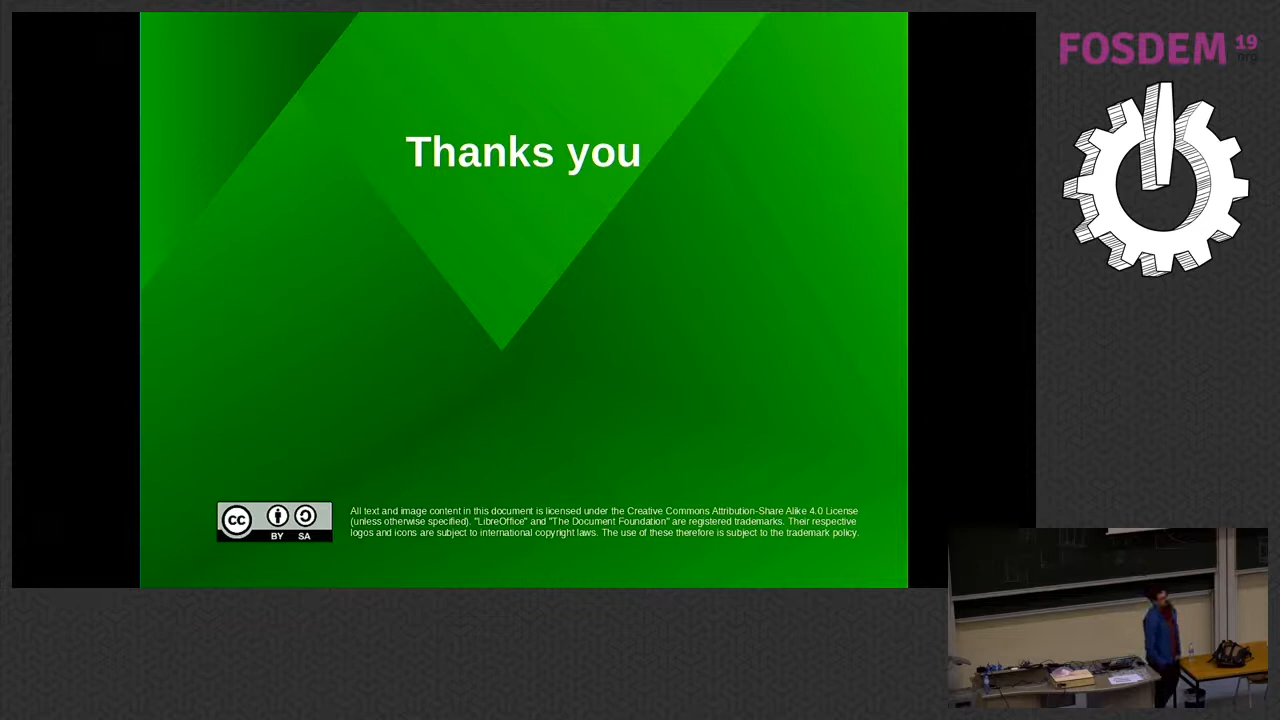 FOSDEM 19
.org
Thanks you
cc
BY SA
All text and image content in this document is licensed under the Creative Commons Attribution-Share Alike 4.0 License
(unless otherwise specified). "LibreOffice" and "The Document Foundation" are registered trademarks. Their respective
logos and icons are subject to international copyright laws. The use of these therefore is subject to the trademark policy.